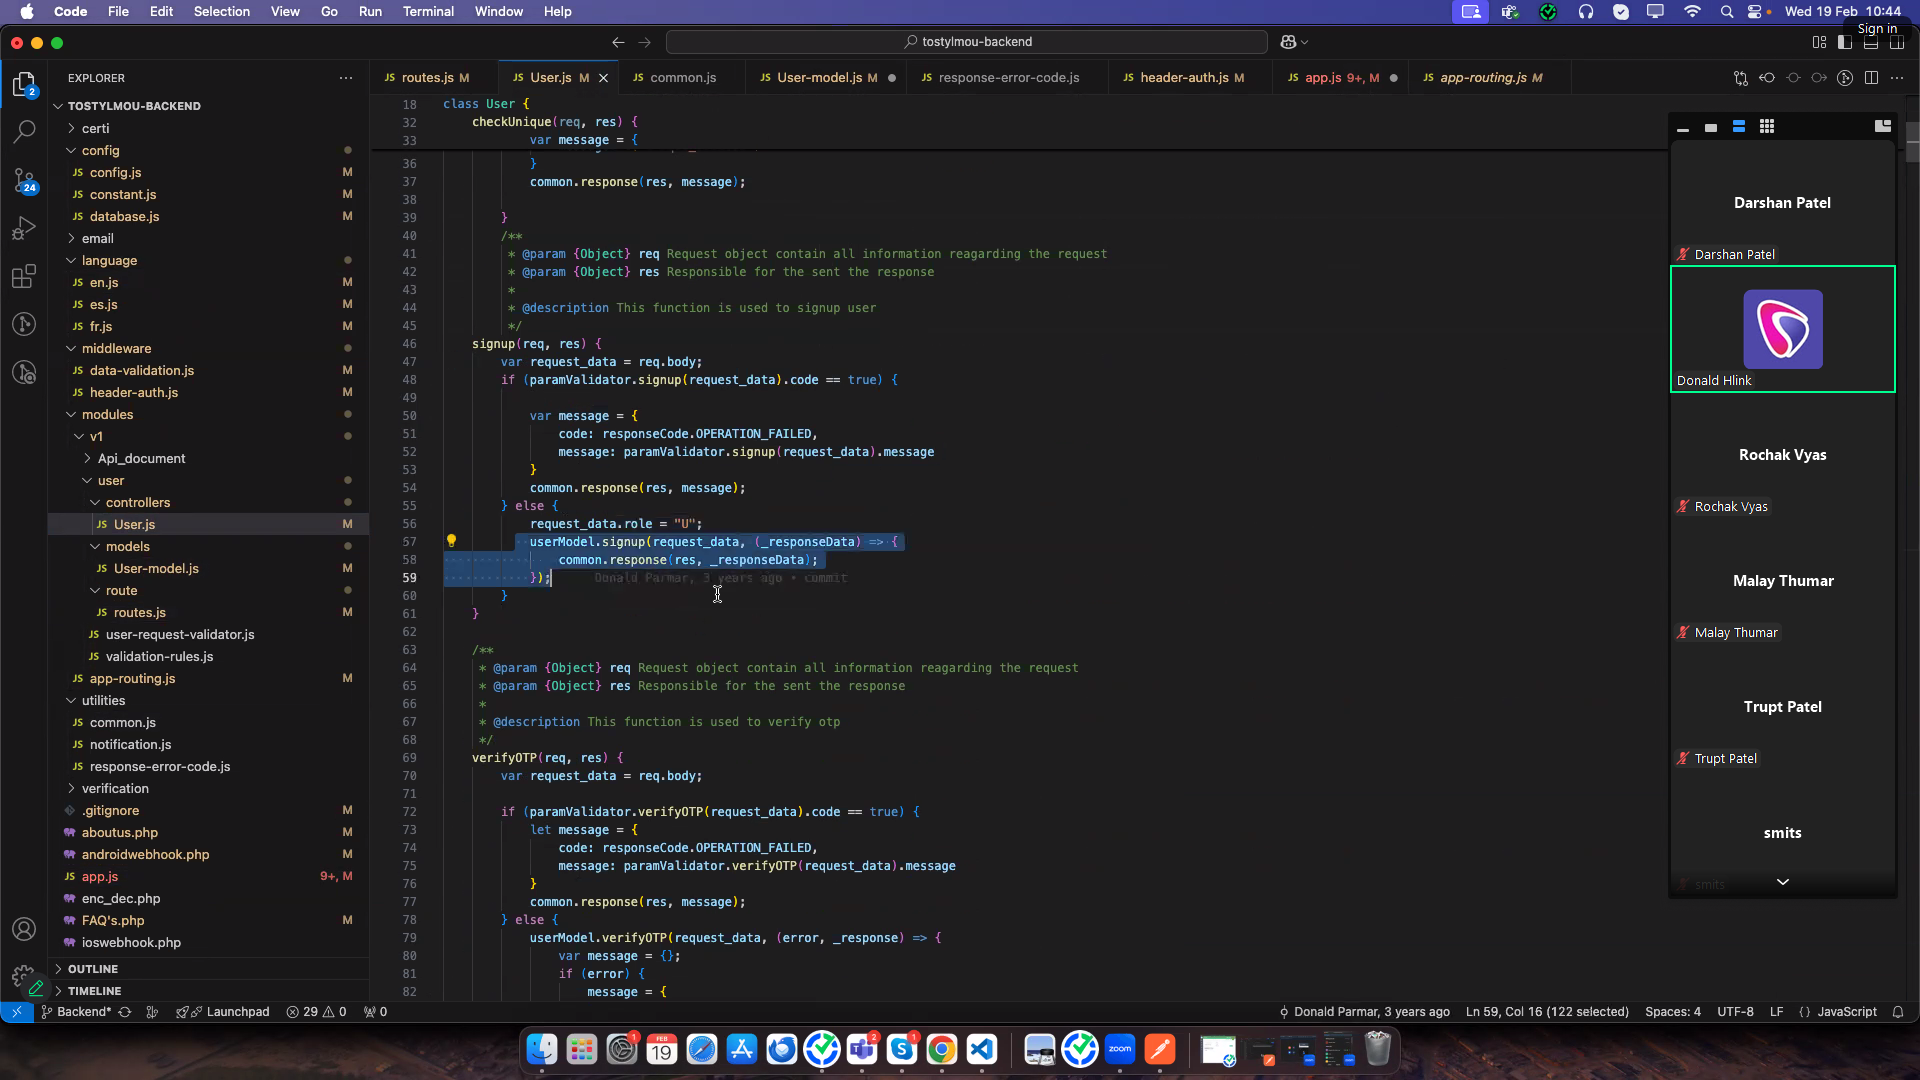 Code File Edit Selection View Go Run Terminal Window Help
Wed 19 Feb 10:44
Sign in
tostylmou-backend
EXPLORER
routes.js M
User.js M
common.js
User-model.js M
response-error-code.js
header-auth.js M
app.js 9+, M
app-routing.js M
TOSTYLMOU-BACKEND
certi
config
config.js M
constant.js M
database.js M
email
language
en.js M
es.js M
fr.js M
middleware
data-validation.js M
header-auth.js M
modules
v1
Api_document
user
controllers
User.js M
models
User-model.js M
route
routes.js M
user-request-validator.js
validation-rules.js
app-routing.js M
utilities
common.js
notification.js
response-error-code.js
verification
.gitignore M
aboutus.php M
androidwebhook.php M
app.js 9+, M
enc_dec.php
FAQ's.php M
ioswebhook.php
OUTLINE
TIMELINE
2
24
18 class User {
32 checkUnique(req, res) {
33 var message = {
36 }
37 common.response(res, message);
38
39 }
40 /**
41 * @param {Object} req Request object contain all information reagarding the request
42 * @param {Object} res Responsible for the sent the response
43 *
44 * @description This function is used to signup user
45 */
46 signup(req, res) {
47 var request_data = req.body;
48 if (paramValidator.signup(request_data).code == true) {
49
50 var message = {
51 code: responseCode.OPERATION_FAILED,
52 message: paramValidator.signup(request_data).message
53 }
54 common.response(res, message);
55 } else {
56 request_data.role = "U";
57 userModel.signup(request_data, (_responseData) => {
58 common.response(res, _responseData);
59 }); Donald Parmar, 3 years ago • commit
60 }
61 }
62
63 /**
64 * @param {Object} req Request object contain all information reagarding the request
65 * @param {Object} res Responsible for the sent the response
66 *
67 * @description This function is used to verify otp
68 */
69 verifyOTP(req, res) {
70 var request_data = req.body;
71
72 if (paramValidator.verifyOTP(request_data).code == true) {
73 let message = {
74 code: responseCode.OPERATION_FAILED,
75 message: paramValidator.verifyOTP(request_data).message
76 }
77 common.response(res, message);
78 } else {
79 userModel.verifyOTP(request_data, (error, _response) => {
80 var message = {};
81 if (error) {
82 message = {
Darshan Patel
Darshan Patel
Donald Hlink
Rochak Vyas
Rochak Vyas
Malay Thumar
Malay Thumar
Trupt Patel
Trupt Patel
smits
smits
Backend* Launchpad 29 0 0
Donald Parmar, 3 years ago Ln 59, Col 16 (122 selected) Spaces: 4 UTF-8 LF {} JavaScript
1
FEB
19
2
1
zoom